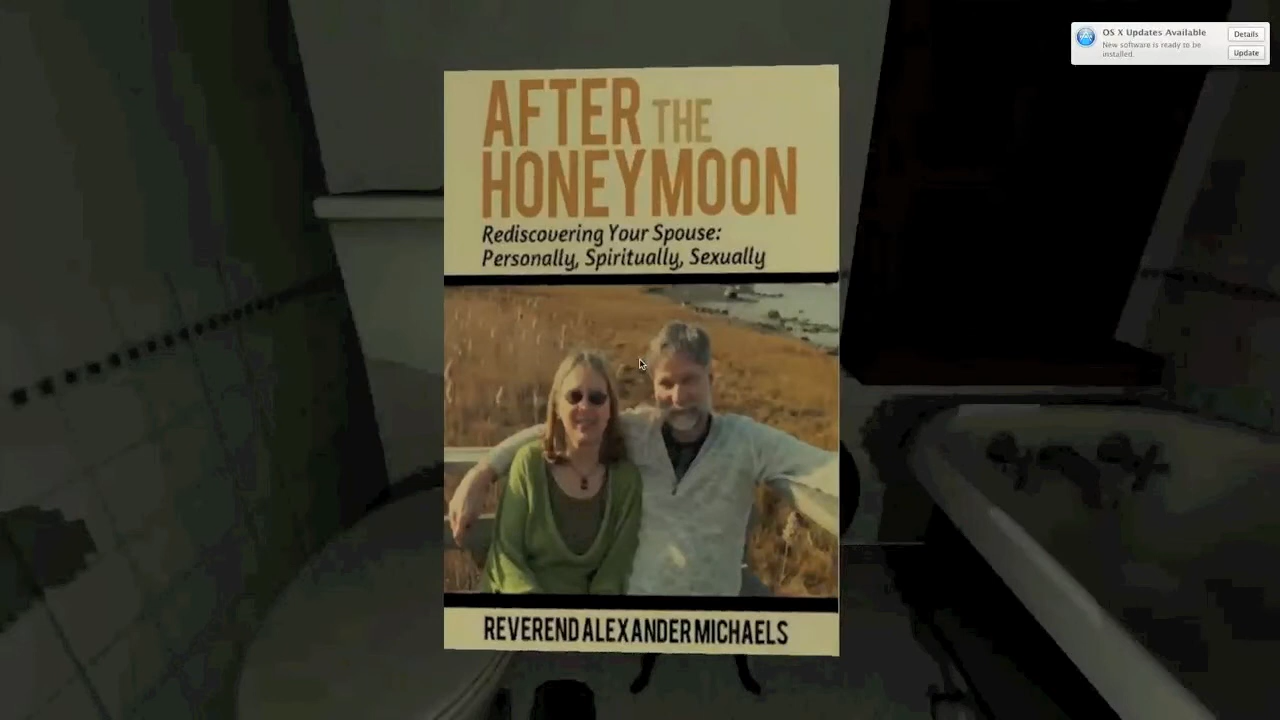 AFTER THE
HONEYMOON
Rediscovering Your Spouse:
Personally, Spiritually, Sexually
REVEREND ALEXANDER MICHAELS
OS X Updates Available
New software is ready to be
installed.
Details
Update